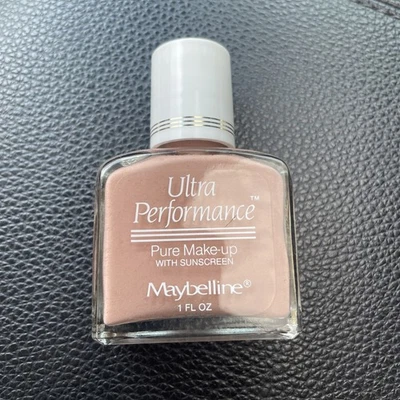 Ultra
Performance™
Pure Make-up
WITH SUNSCREEN
Maybelline®
1 FL OZ